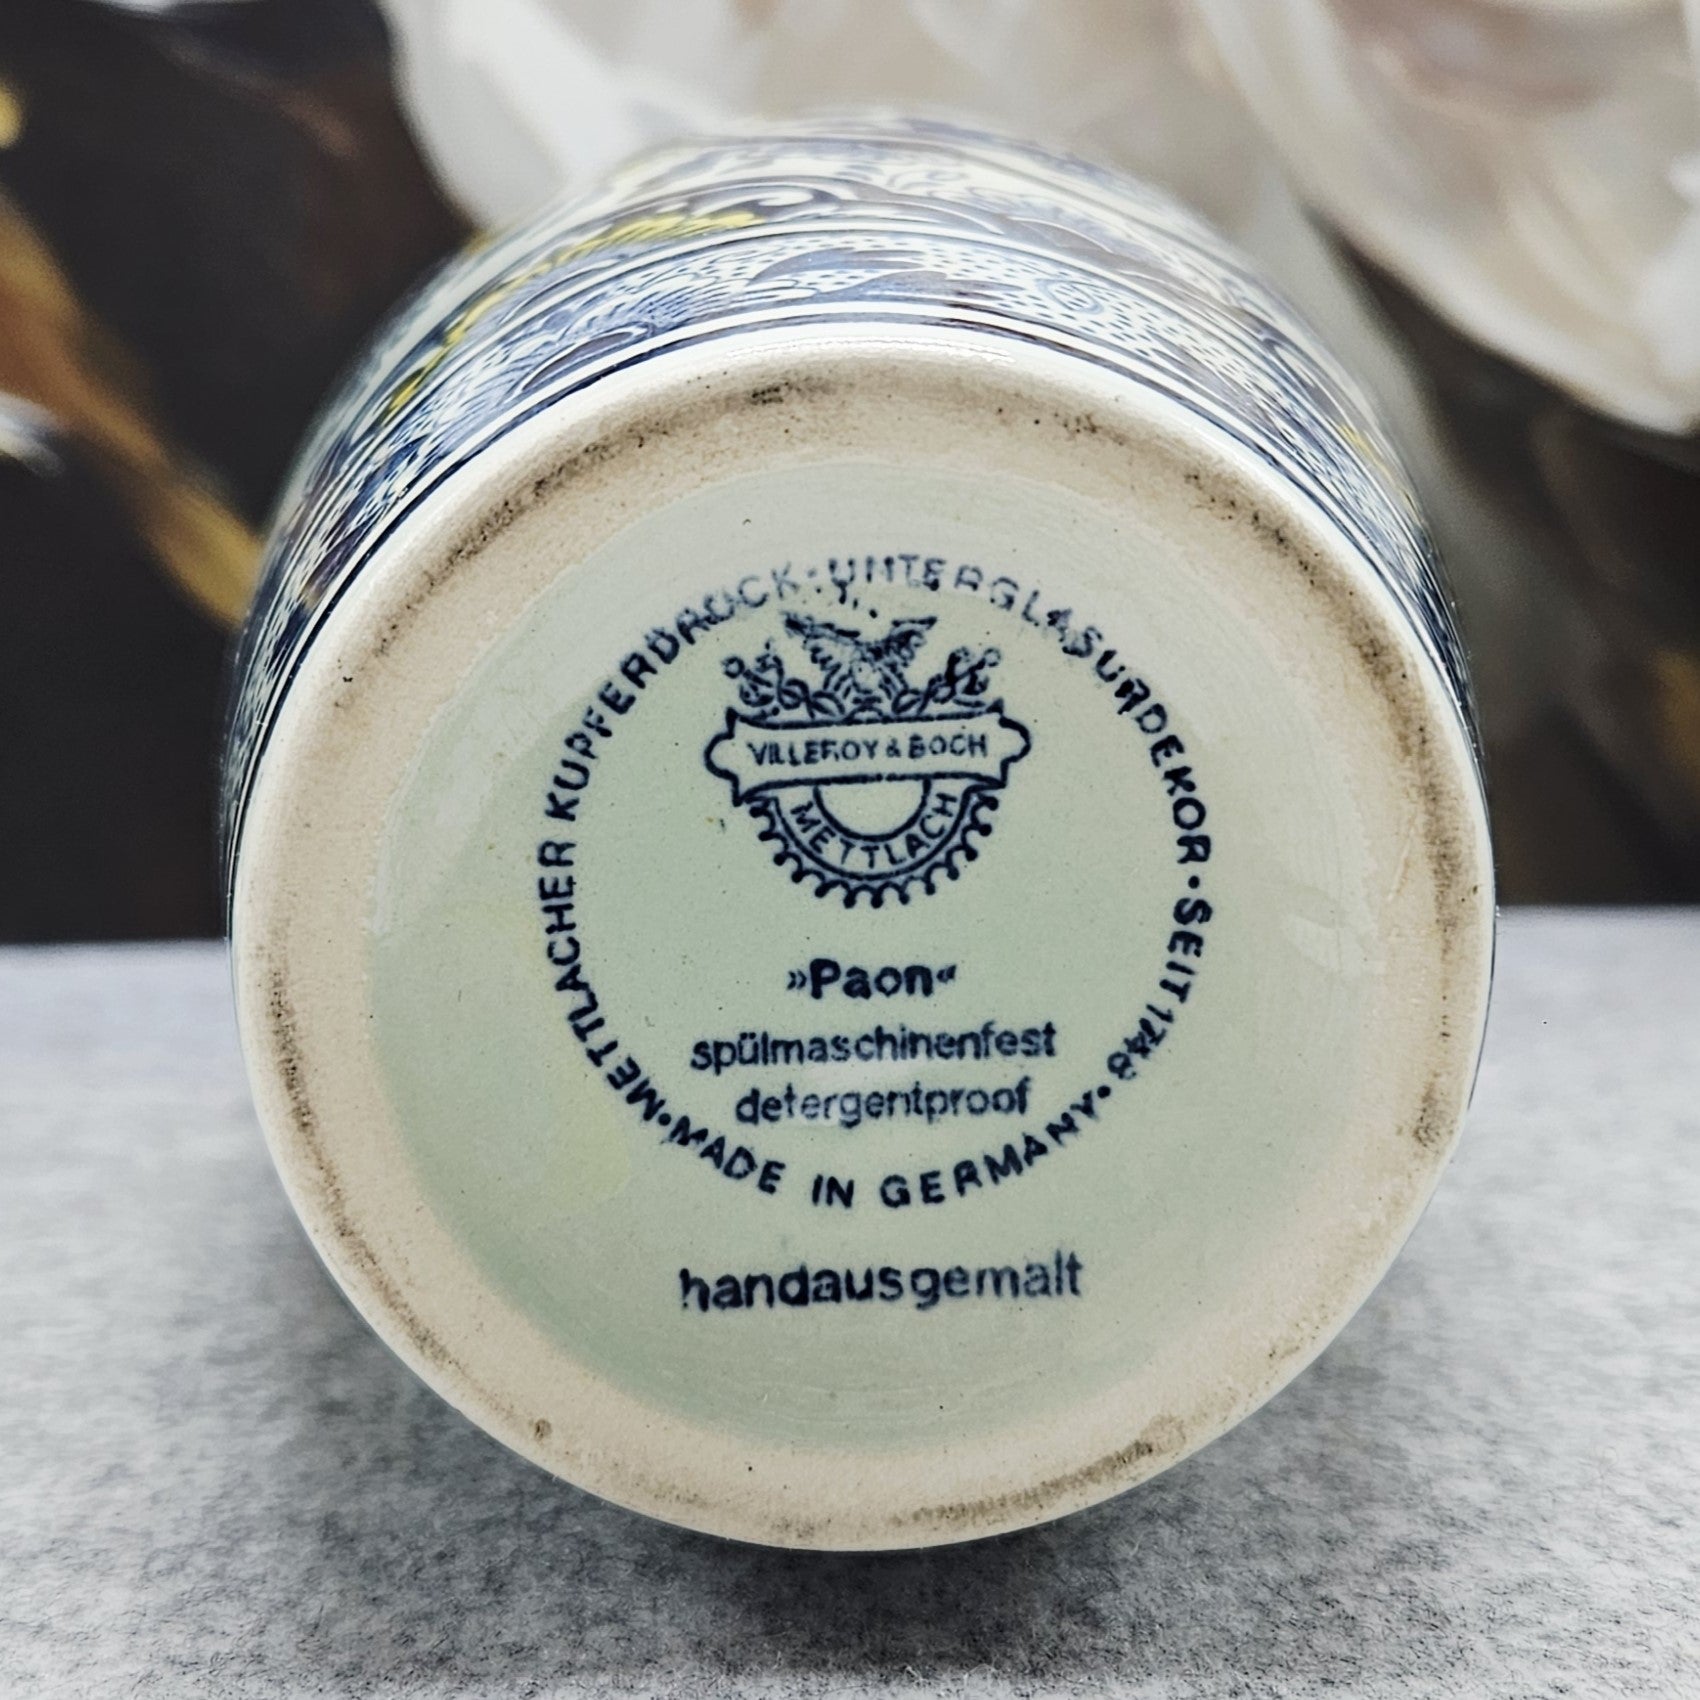 METTLACHER KUPFERDRUCK · UNTERGLASURDEKOR · SEIT 1748 ·
VILLEROY & BOCH
METTLACH
»Paon«
spülmaschinenfest
detergentproof
· MADE IN GERMANY ·
handausgemalt